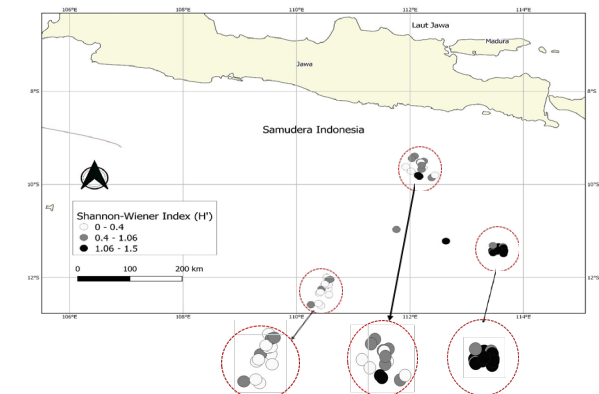 106°E 108°E 110°E 112°E 114°E
Laut Jawa
Madura
Jawa
8°S 8°S
Samudera Indonesia
10°S 10°S
Shannon-Wiener Index (H')
0 - 0.4
0.4 - 1.06
1.06 - 1.5
0 100 200 km
12°S 12°S
106°E 108°E 110°E 112°E 114°E